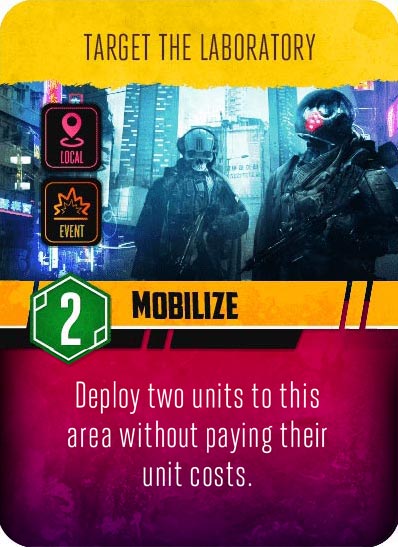 TARGET THE LABORATORY
LOCAL
EVENT
2
MOBILIZE
Deploy two units to this
area without paying their
unit costs.